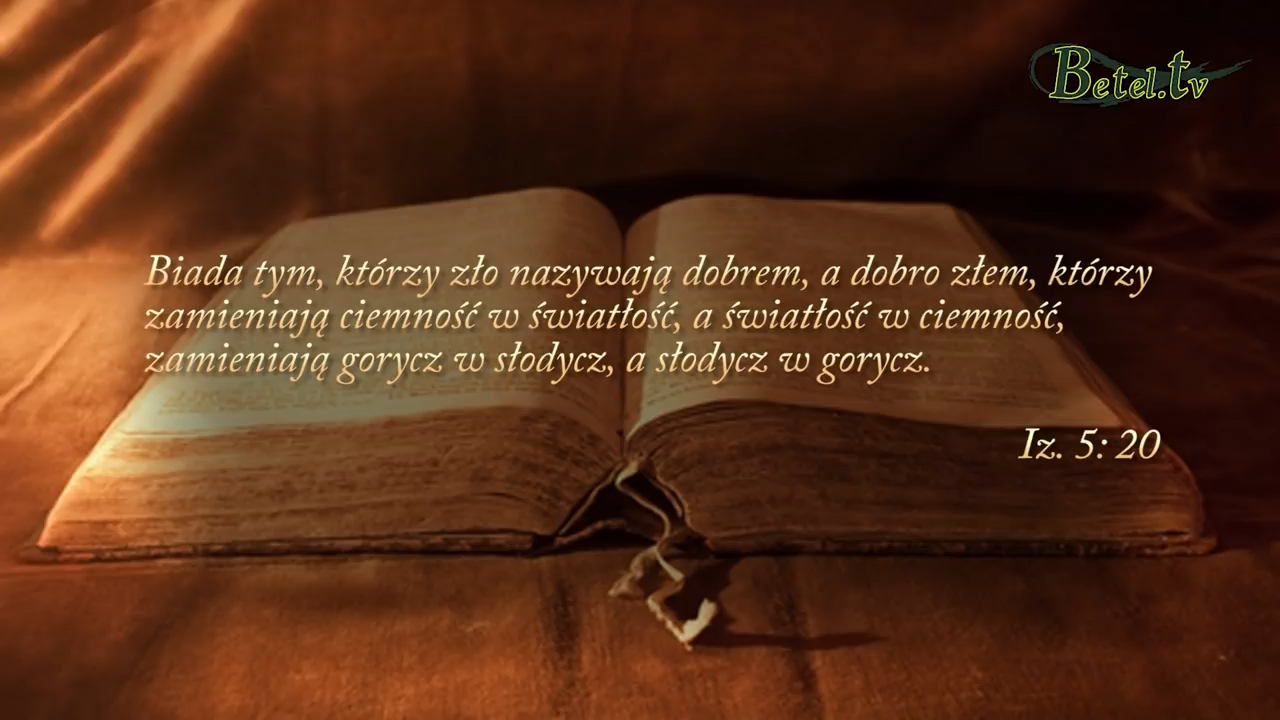 Betel.tv
Biada tym, którzy zło nazywają dobrem, a dobro złem, którzy
zamieniają ciemność w światłość, a światłość w ciemność,
zamieniają gorycz w słodycz, a słodycz w gorycz.
Iz. 5: 20